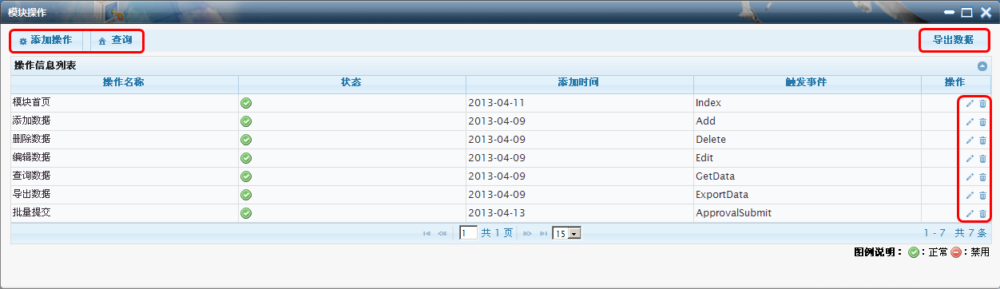 模块操作
添加操作 查询 导出数据
操作信息列表
操作名称 状态 添加时间 触发事件 操作
模块首页 2013-04-11 Index
添加数据 2013-04-09 Add
删除数据 2013-04-09 Delete
编辑数据 2013-04-09 Edit
查询数据 2013-04-09 GetData
导出数据 2013-04-09 ExportData
批量提交 2013-04-13 ApprovalSubmit
1 共 1 页 15 1 - 7 共 7 条
图例说明： ：正常 ：禁用